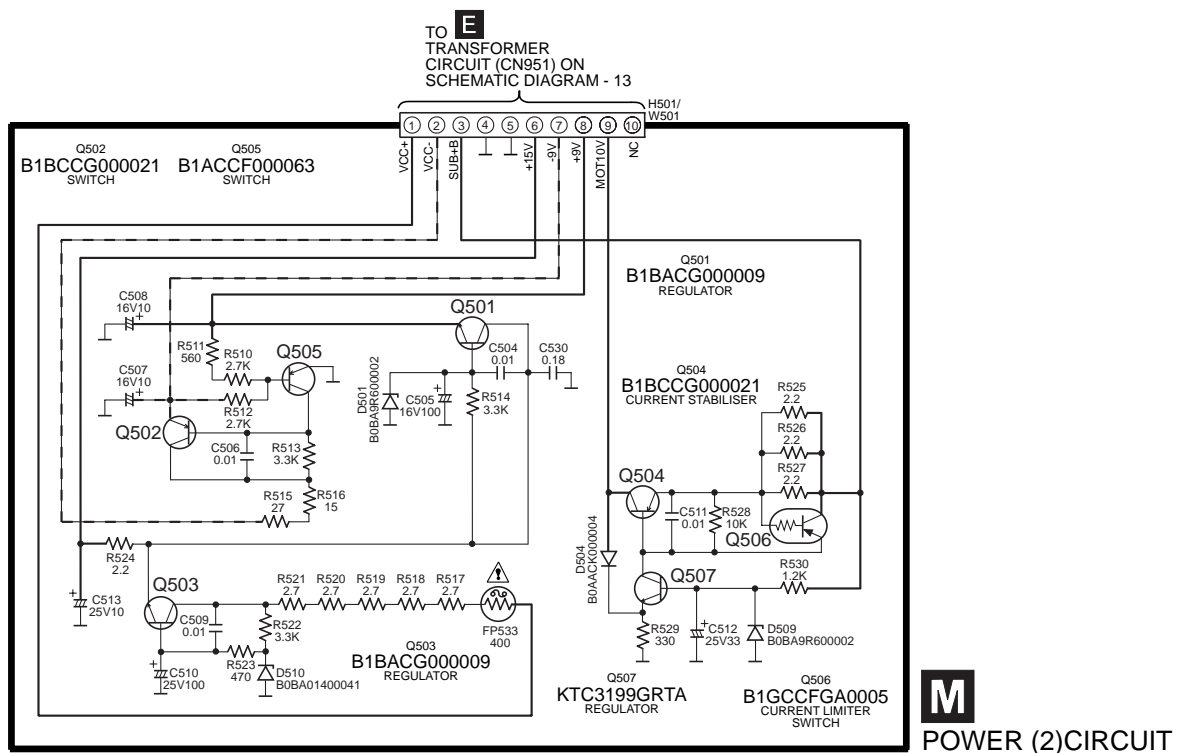 TO E
TRANSFORMER
CIRCUIT (CN951) ON
SCHEMATIC DIAGRAM - 13
H501/
W501
1 2 3 4 5 6 7 8 9 10
VCC+
VCC-
SUB+B
+15V
-9V
+9V
MOT10V
NC
Q502
B1BCCG000021
SWITCH
Q505
B1ACCF000063
SWITCH
Q501
B1BACG000009
REGULATOR
C508
16V10
+
R511
560
R510
2.7K
Q505
Q501
C504
0.01
C530
0.18
C507
16V10
+
R512
2.7K
D501
B0BA9R600002
+
C505
16V100
R514
3.3K
Q504
B1BCCG000021
CURRENT STABILISER
R525
2.2
R526
2.2
R527
2.2
Q502
C506
0.01
R513
3.3K
R515
27
R516
15
Q504
C511
0.01
R528
10K
Q506
R524
2.2
D504
B0AACK000004
Q507
R530
1.2K
+
C513
25V10
Q503
R521
2.7
R520
2.7
R519
2.7
R518
2.7
R517
2.7
FP533
400
C509
0.01
R522
3.3K
R523
470
+
C510
25V100
D510
B0BA01400041
Q503
B1BACG000009
REGULATOR
R529
330
+
C512
25V33
D509
B0BA9R600002
Q507
KTC3199GRTA
REGULATOR
Q506
B1GCCFGA0005
CURRENT LIMITER
SWITCH
M
POWER (2)CIRCUIT